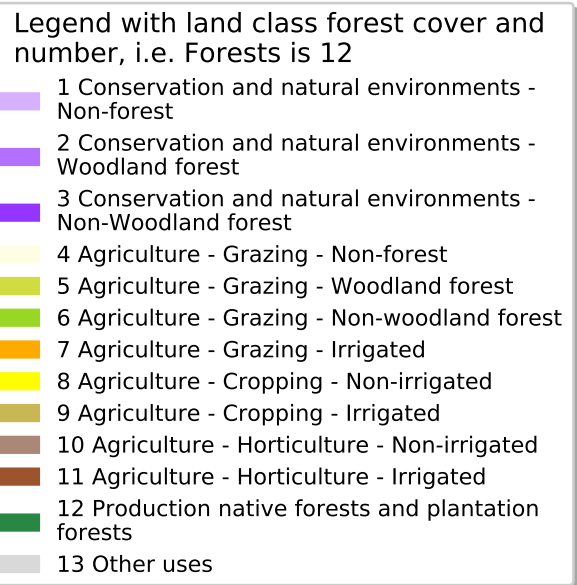 Legend with land class forest cover and
number, i.e. Forests is 12
1 Conservation and natural environments -
Non-forest
2 Conservation and natural environments -
Woodland forest
3 Conservation and natural environments -
Non-Woodland forest
4 Agriculture - Grazing - Non-forest
5 Agriculture - Grazing - Woodland forest
6 Agriculture - Grazing - Non-woodland forest
7 Agriculture - Grazing - Irrigated
8 Agriculture - Cropping - Non-irrigated
9 Agriculture - Cropping - Irrigated
10 Agriculture - Horticulture - Non-irrigated
11 Agriculture - Horticulture - Irrigated
12 Production native forests and plantation
forests
13 Other uses